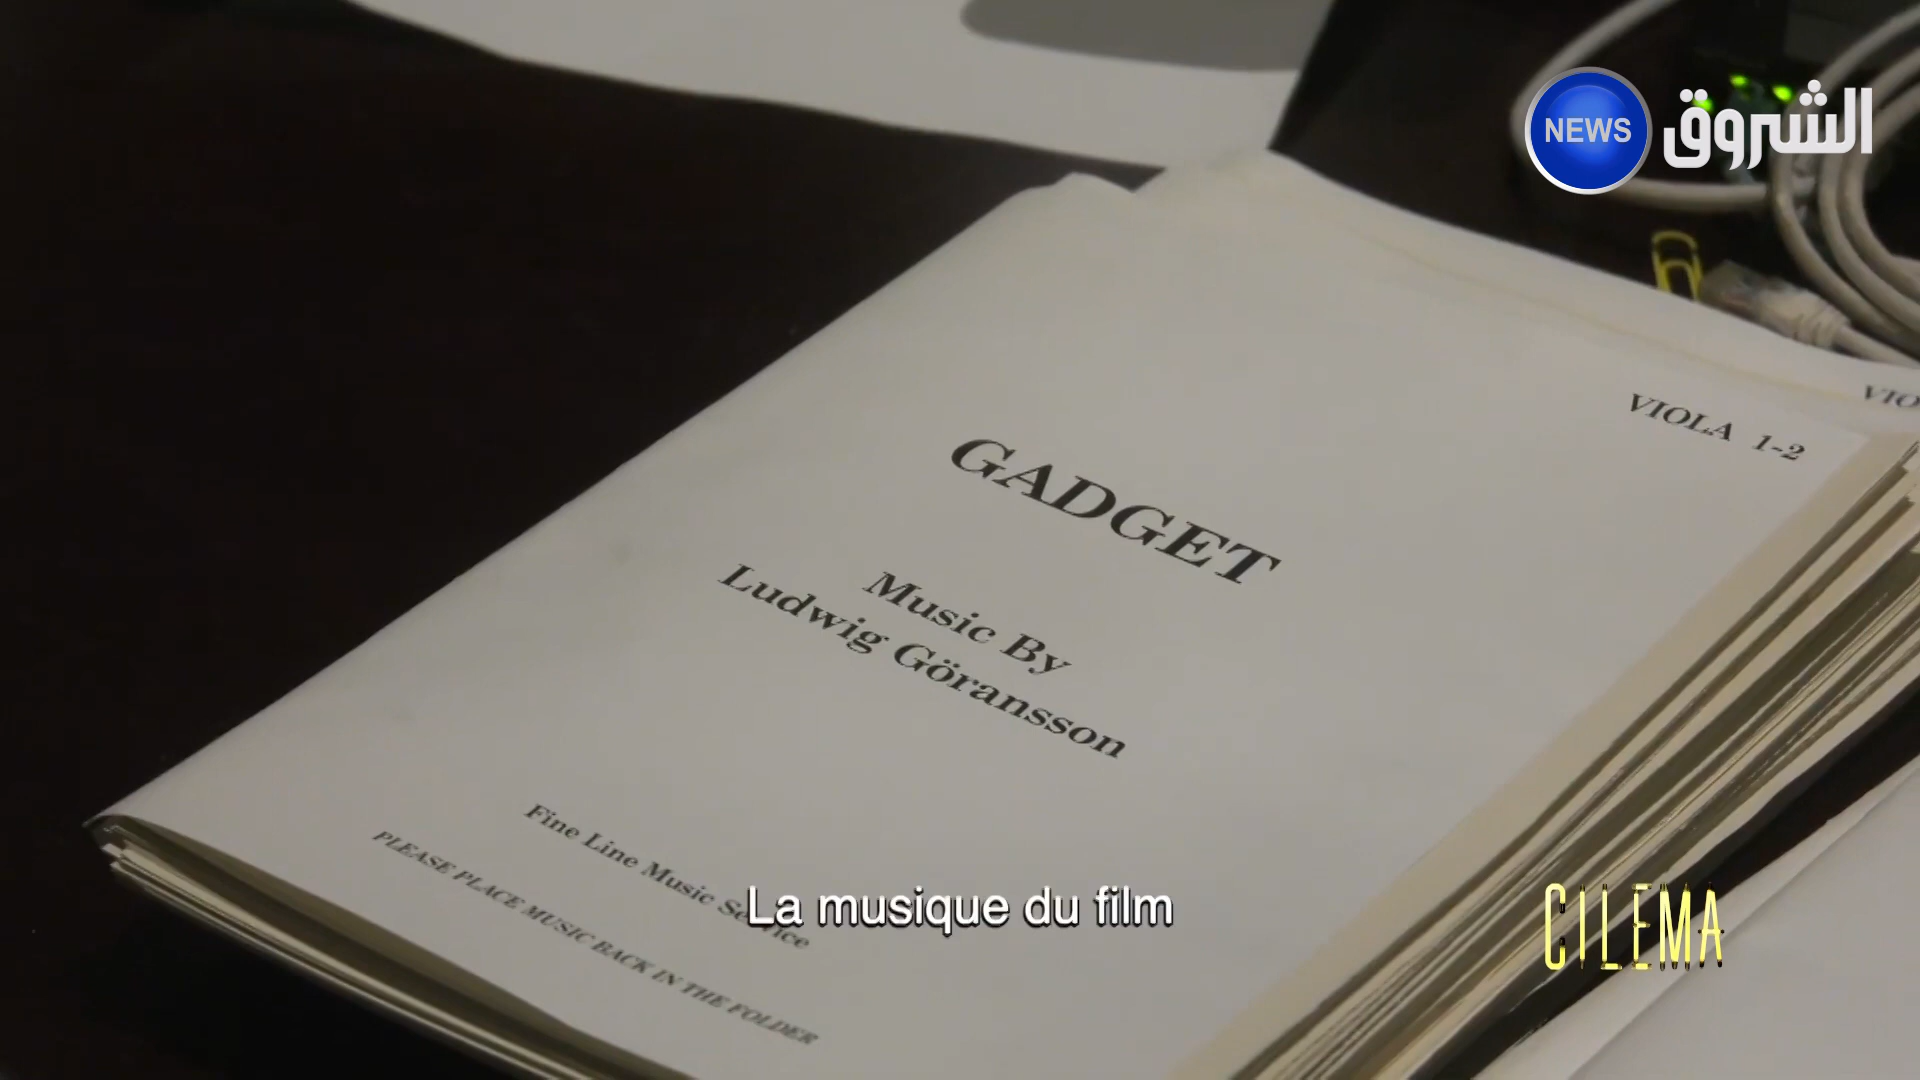 NEWS الشروق
VIOLA 1-2
VIO
GADGET
Music By
Ludwig Göransson
Fine Line Music Service
PLEASE PLACE MUSIC BACK IN THE FOLDER
La musique du film
CILEMA